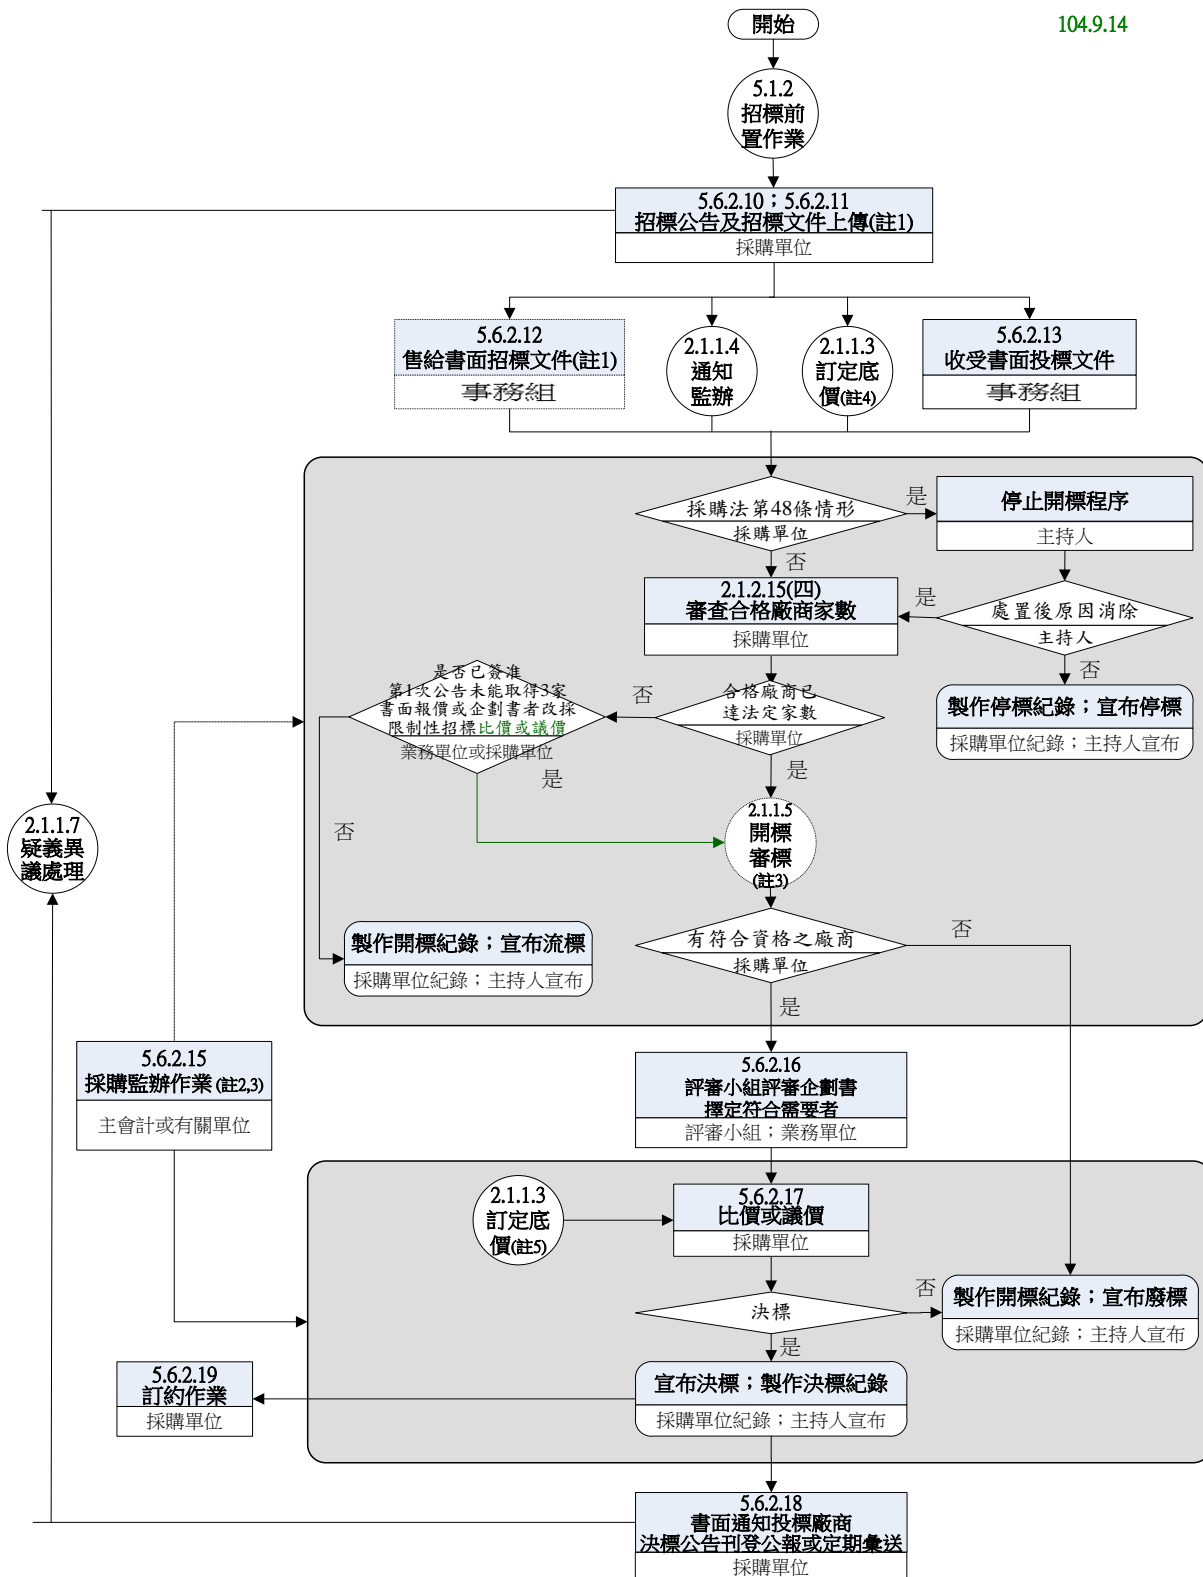 104.9.14
開始
5.1.2
招標前
置作業
5.6.2.10；5.6.2.11
招標公告及招標文件上傳(註1)
採購單位
5.6.2.12
售給書面招標文件(註1)
事務組
2.1.1.4
通知
監辦
2.1.1.3
訂定底
價(註4)
5.6.2.13
收受書面投標文件
事務組
採購法第48條情形
採購單位
是
停止開標程序
主持人
否
2.1.2.15(四)
審查合格廠商家數
採購單位
是
處置後原因消除
主持人
否
製作停標紀錄；宣布停標
採購單位紀錄；主持人宣布
是否已簽准
第1次公告未能取得3家
書面報價或企劃書者改採
限制性招標比價或議價
業務單位或採購單位
否
合格廠商已
達法定家數
採購單位
是
是
否
2.1.1.5
開標
審標
(註3)
2.1.1.7
疑義異
議處理
製作開標紀錄；宣布流標
採購單位紀錄；主持人宣布
有符合資格之廠商
採購單位
否
是
5.6.2.15
採購監辦作業(註2,3)
主會計或有關單位
5.6.2.16
評審小組評審企劃書
擇定符合需要者
評審小組；業務單位
2.1.1.3
訂定底
價(註5)
5.6.2.17
比價或議價
採購單位
決標
否
是
製作開標紀錄；宣布廢標
採購單位紀錄；主持人宣布
5.6.2.19
訂約作業
採購單位
宣布決標；製作決標紀錄
採購單位紀錄；主持人宣布
5.6.2.18
書面通知投標廠商
決標公告刊登公報或定期彙送
採購單位